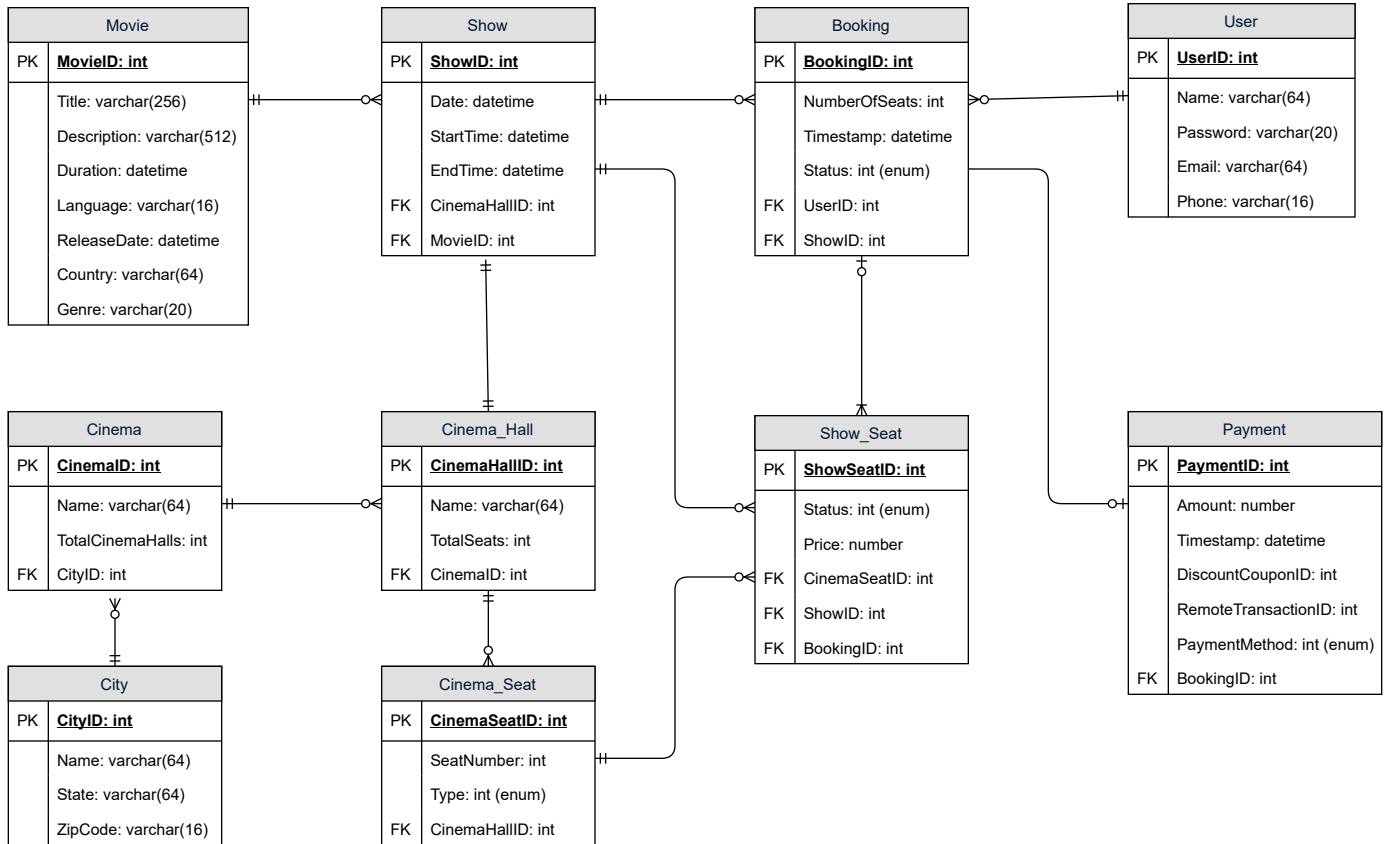 Movie
PK MovieID: int
Title: varchar(256)
Description: varchar(512)
Duration: datetime
Language: varchar(16)
ReleaseDate: datetime
Country: varchar(64)
Genre: varchar(20)
Show
PK ShowID: int
Date: datetime
StartTime: datetime
EndTime: datetime
FK CinemaHallID: int
FK MovieID: int
Booking
PK BookingID: int
NumberOfSeats: int
Timestamp: datetime
Status: int (enum)
FK UserID: int
FK ShowID: int
User
PK UserID: int
Name: varchar(64)
Password: varchar(20)
Email: varchar(64)
Phone: varchar(16)
Cinema
PK CinemaID: int
Name: varchar(64)
TotalCinemaHalls: int
FK CityID: int
Cinema_Hall
PK CinemaHallID: int
Name: varchar(64)
TotalSeats: int
FK CinemaID: int
Show_Seat
PK ShowSeatID: int
Status: int (enum)
Price: number
FK CinemaSeatID: int
FK ShowID: int
FK BookingID: int
Payment
PK PaymentID: int
Amount: number
Timestamp: datetime
DiscountCouponID: int
RemoteTransactionID: int
PaymentMethod: int (enum)
FK BookingID: int
City
PK CityID: int
Name: varchar(64)
State: varchar(64)
ZipCode: varchar(16)
Cinema_Seat
PK CinemaSeatID: int
SeatNumber: int
Type: int (enum)
FK CinemaHallID: int